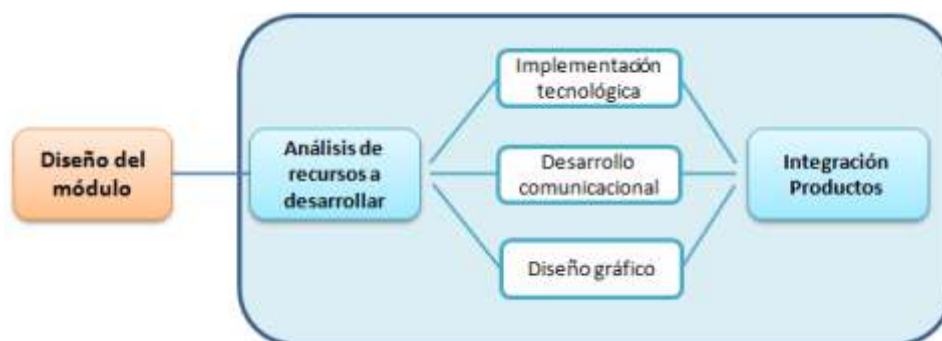 Diseño del
módulo
Análisis de
recursos a
desarrollar
Implementación
tecnológica
Desarrollo
comunicacional
Diseño gráfico
Integración
Productos